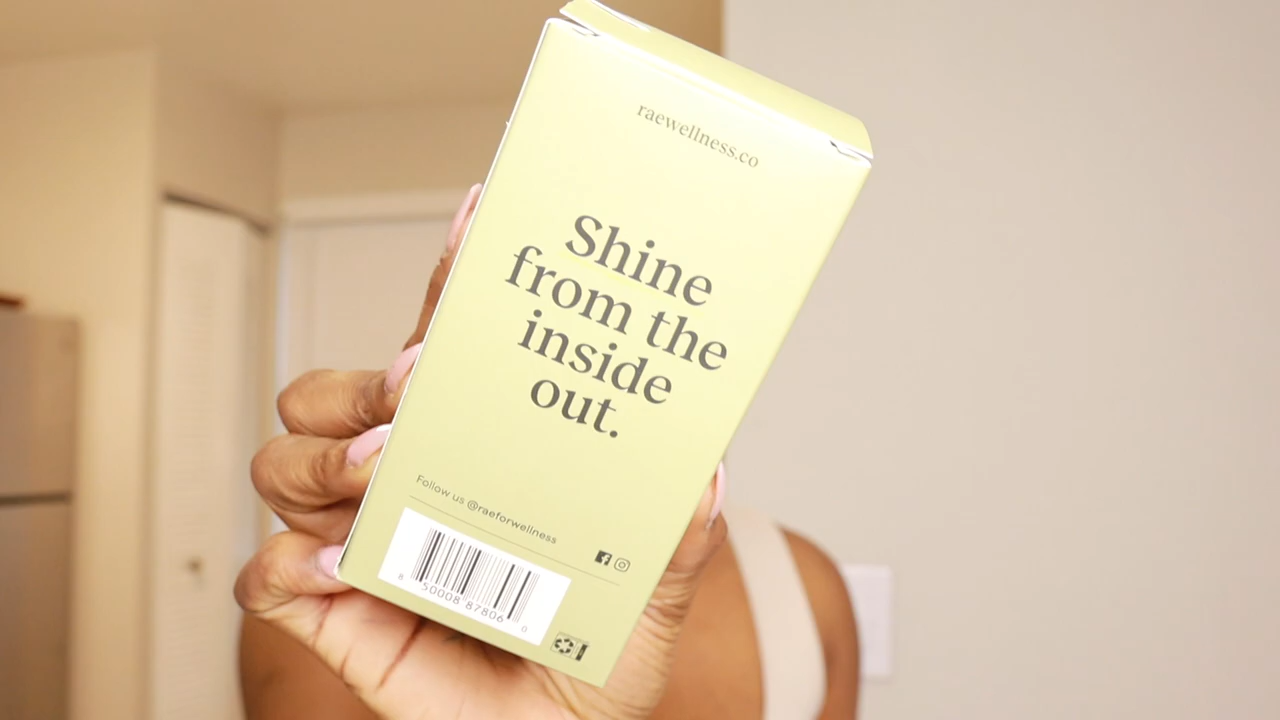 raewellness.co
Shine
from the
inside
out.
Follow us @raeforwellness
8 50008 87806 0